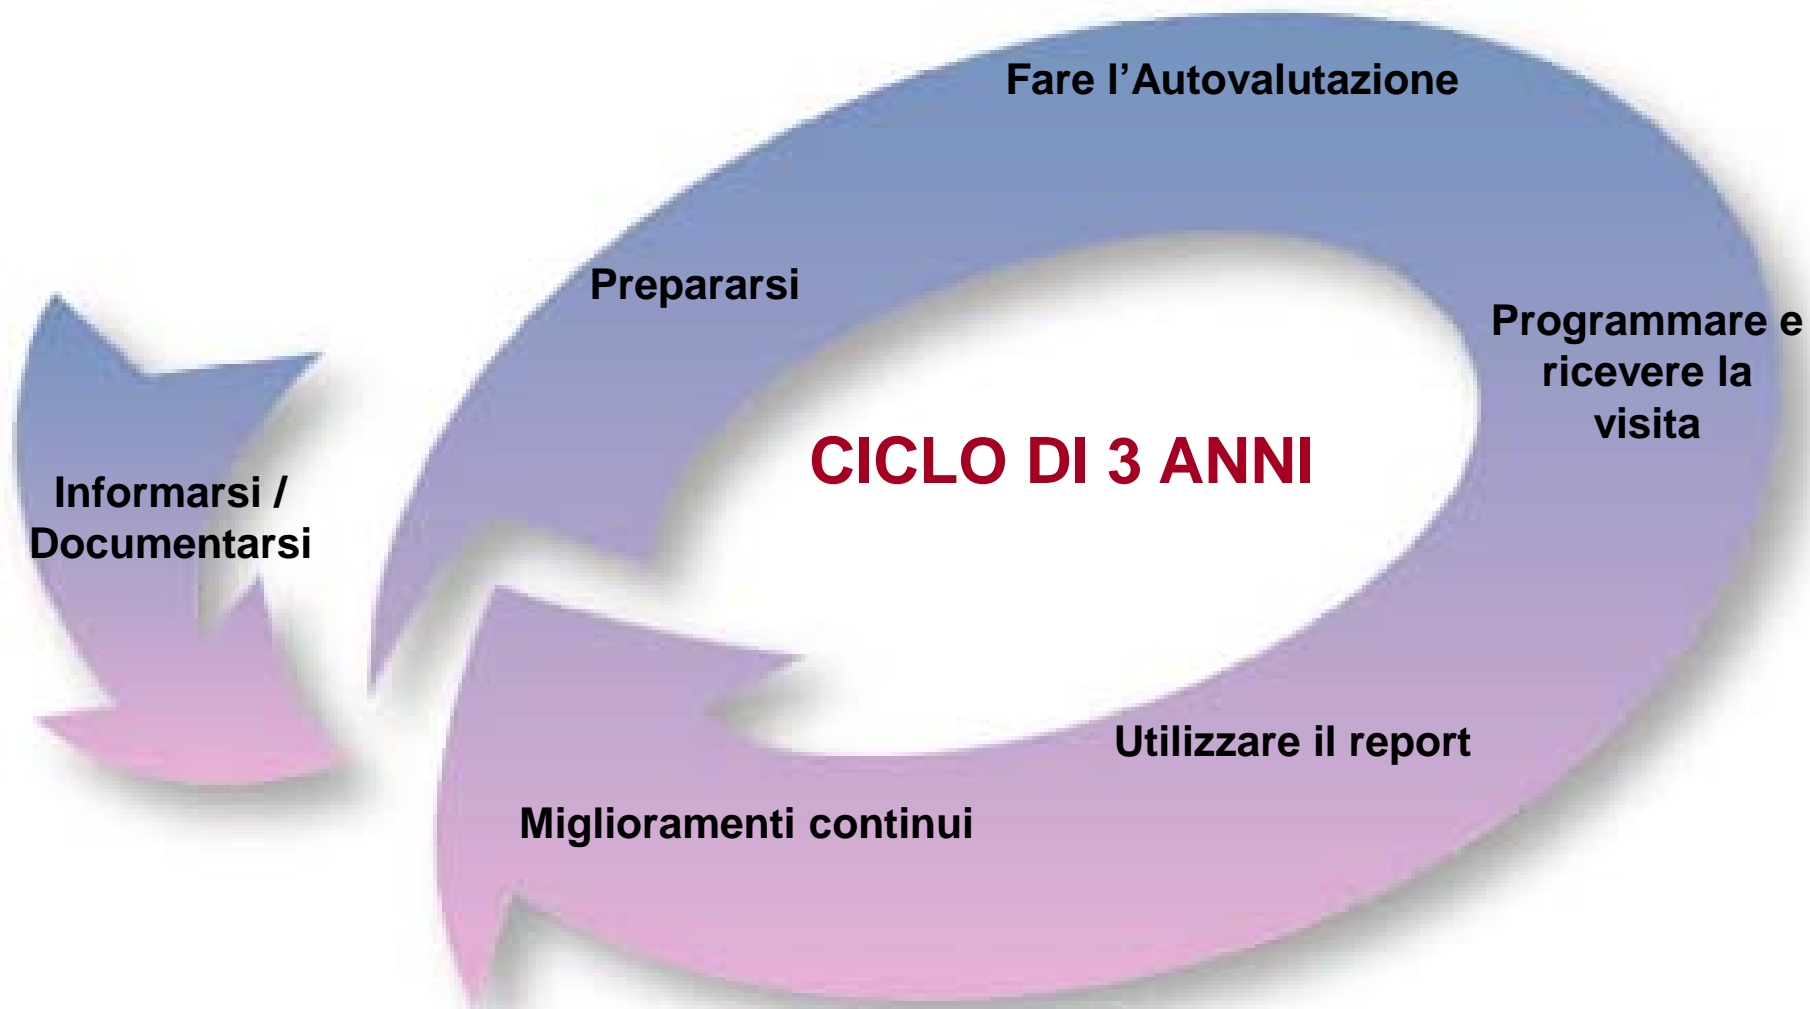 Fare l’Autovalutazione
Prepararsi
Programmare e
ricevere la
visita
CICLO DI 3 ANNI
Informarsi /
Documentarsi
Utilizzare il report
Miglioramenti continui